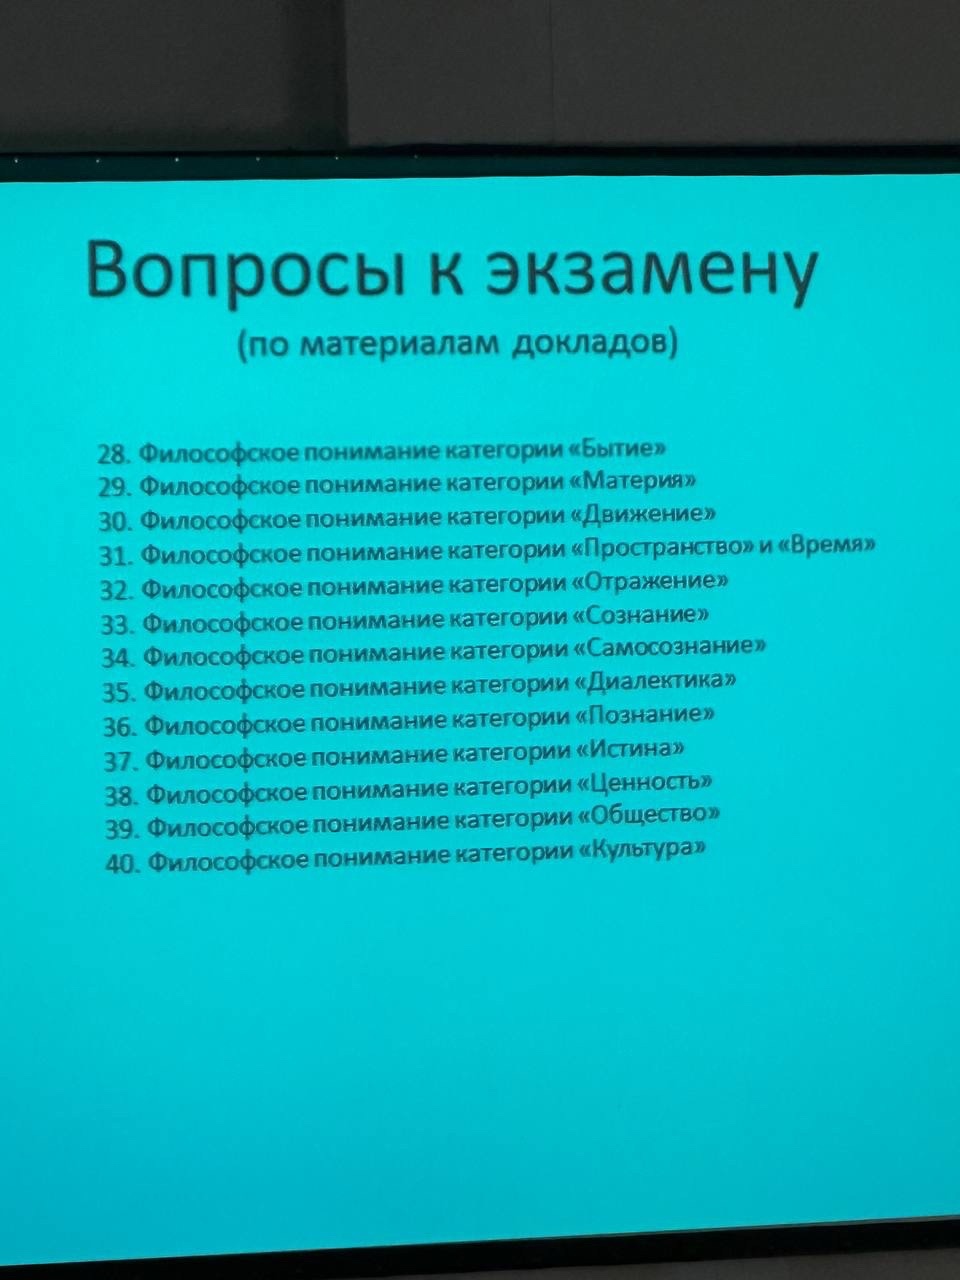 Вопросы к экзамену
(по материалам докладов)
28. Философское понимание категории «Бытие»
29. Философское понимание категории «Материя»
30. Философское понимание категории «Движение»
31. Философское понимание категории «Пространство» и «Время»
32. Философское понимание категории «Отражение»
33. Философское понимание категории «Сознание»
34. Философское понимание категории «Самосознание»
35. Философское понимание категории «Диалектика»
36. Философское понимание категории «Познание»
37. Философское понимание категории «Истина»
38. Философское понимание категории «Ценность»
39. Философское понимание категории «Общество»
40. Философское понимание категории «Культура»